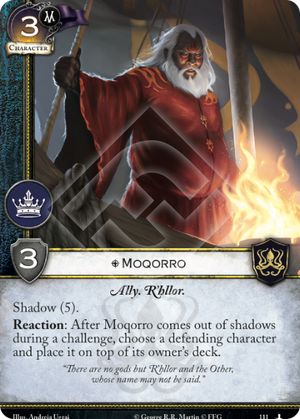 3
CHARACTER
3
Moqorro
Ally. R'hllor.
Shadow (5).
Reaction: After Moqorro comes out of shadows
during a challenge, choose a defending character
and place it on top of its owner's deck.
"There are no gods but R'hllor and the Other,
whose name may not be said."
Illus. Andreia Ugrai © George R.R. Martin © FFG 111